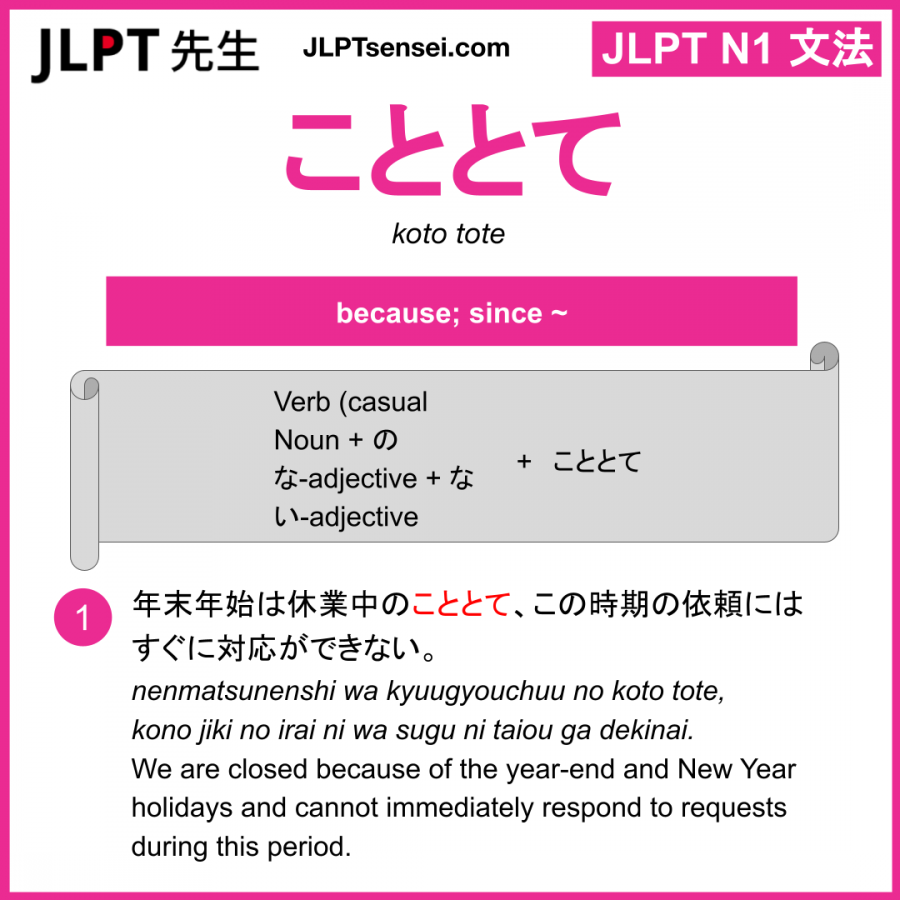 JLPT 先生
JLPTsensei.com
JLPT N1 文法
こととて
koto tote
because; since ~
Verb (casual
Noun + の
な-adjective + な
い-adjective
+ こととて
1
年末年始は休業中のこととて、この時期の依頼には
すぐに対応ができない。
nenmatsunenshi wa kyuugyouchuu no koto tote,
kono jiki no irai ni wa sugu ni taiou ga dekinai.
We are closed because of the year-end and New Year
holidays and cannot immediately respond to requests
during this period.